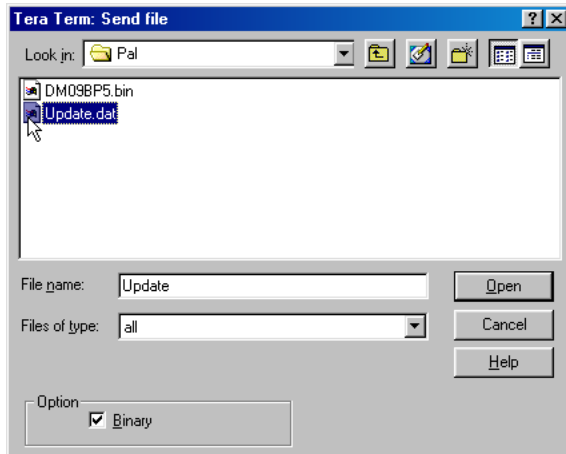 Tera Term: Send file
Look in: Pal
DM09BP5.bin
Update.dat
File name: Update Open
Files of type: all Cancel
Help
Option
Binary